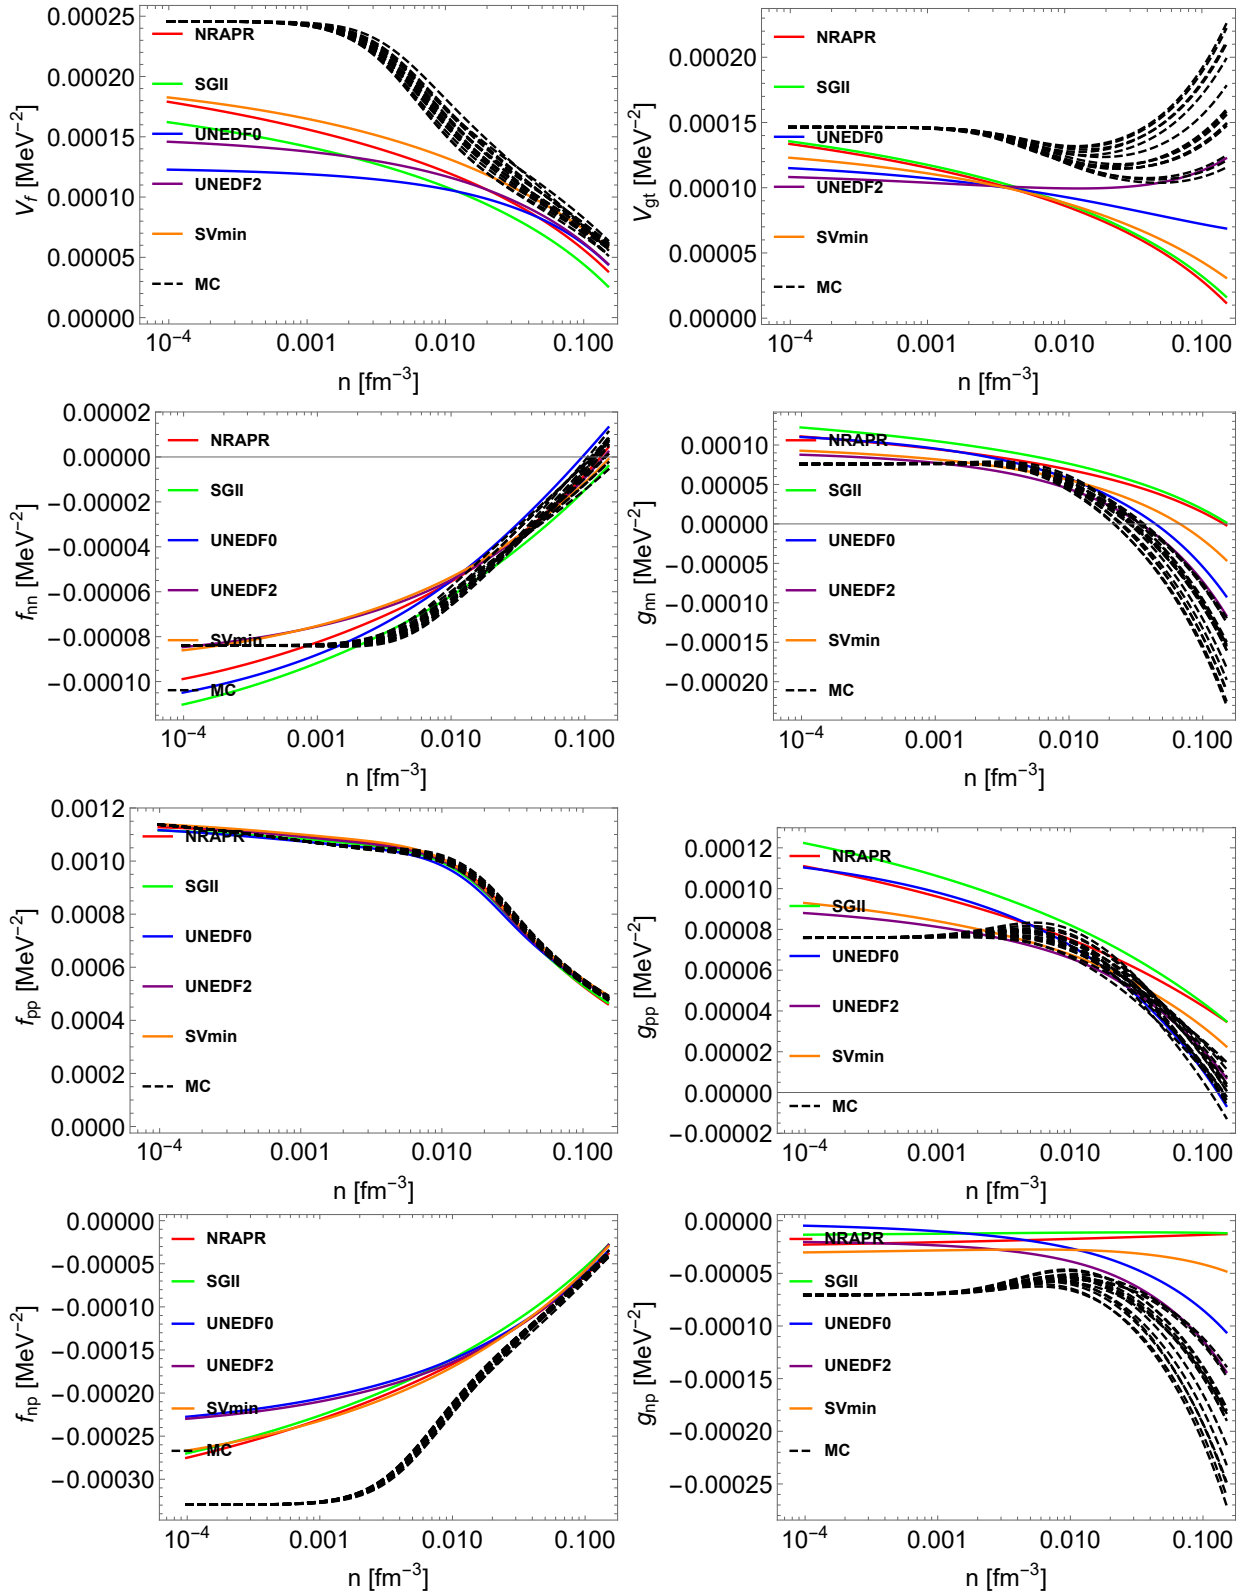 V_f [MeV⁻²]
0.00025
0.00020
0.00015
0.00010
0.00005
0.00000
NRAPR
SGII
UNEDF0
UNEDF2
SVmin
MC
10⁻⁴ 0.001 0.010 0.100
n [fm⁻³]
V_gt [MeV⁻²]
0.00020
0.00015
0.00010
0.00005
0.00000
NRAPR
SGII
UNEDF0
UNEDF2
SVmin
MC
10⁻⁴ 0.001 0.010 0.100
n [fm⁻³]
f_nn [MeV⁻²]
0.00002
0.00000
−0.00002
−0.00004
−0.00006
−0.00008
−0.00010
NRAPR
SGII
UNEDF0
UNEDF2
SVmin
MC
10⁻⁴ 0.001 0.010 0.100
n [fm⁻³]
g_nn [MeV⁻²]
0.00010
0.00005
0.00000
−0.00005
−0.00010
−0.00015
−0.00020
NRAPR
SGII
UNEDF0
UNEDF2
SVmin
MC
10⁻⁴ 0.001 0.010 0.100
n [fm⁻³]
f_pp [MeV⁻²]
0.0012
0.0010
0.0008
0.0006
0.0004
0.0002
0.0000
NRAPR
SGII
UNEDF0
UNEDF2
SVmin
MC
10⁻⁴ 0.001 0.010 0.100
n [fm⁻³]
g_pp [MeV⁻²]
0.00012
0.00010
0.00008
0.00006
0.00004
0.00002
0.00000
−0.00002
NRAPR
SGII
UNEDF0
UNEDF2
SVmin
MC
10⁻⁴ 0.001 0.010 0.100
n [fm⁻³]
f_np [MeV⁻²]
0.00000
−0.00005
−0.00010
−0.00015
−0.00020
−0.00025
−0.00030
NRAPR
SGII
UNEDF0
UNEDF2
SVmin
MC
10⁻⁴ 0.001 0.010 0.100
n [fm⁻³]
g_np [MeV⁻²]
0.00000
−0.00005
−0.00010
−0.00015
−0.00020
−0.00025
NRAPR
SGII
UNEDF0
UNEDF2
SVmin
MC
10⁻⁴ 0.001 0.010 0.100
n [fm⁻³]